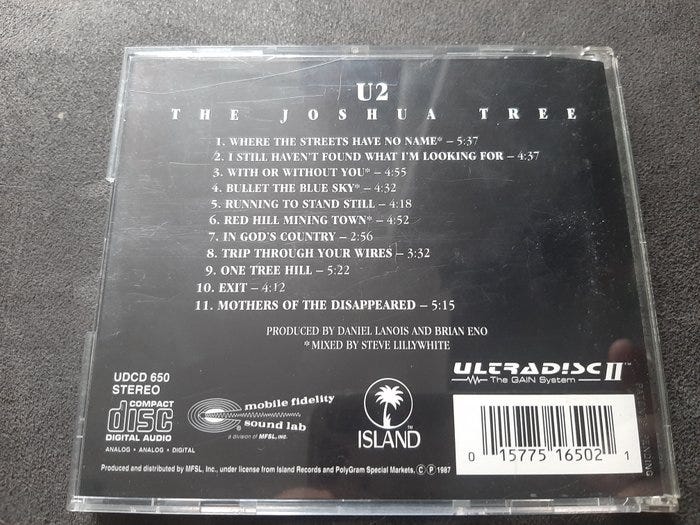 U2
THE JOSHUA TREE
1. WHERE THE STREETS HAVE NO NAME* – 5:37
2. I STILL HAVEN'T FOUND WHAT I'M LOOKING FOR – 4:37
3. WITH OR WITHOUT YOU* – 4:55
4. BULLET THE BLUE SKY* – 4:32
5. RUNNING TO STAND STILL – 4:18
6. RED HILL MINING TOWN* – 4:52
7. IN GOD'S COUNTRY – 2:56
8. TRIP THROUGH YOUR WIRES – 3:32
9. ONE TREE HILL – 5:22
10. EXIT – 4:12
11. MOTHERS OF THE DISAPPEARED – 5:15
PRODUCED BY DANIEL LANOIS AND BRIAN ENO
*MIXED BY STEVE LILLYWHITE
UDCD 650
STEREO
COMPACT
disc
DIGITAL AUDIO
ANALOG • ANALOG • DIGITAL
mobile fidelity
sound lab
a division of MFSL, INC.
ISLAND™
ULTRADISC II™
The GAIN System
0 15775 16502 1
Produced and distributed by MFSL, Inc., under license from Island Records and PolyGram Special Markets, Ⓒ Ⓟ 1987